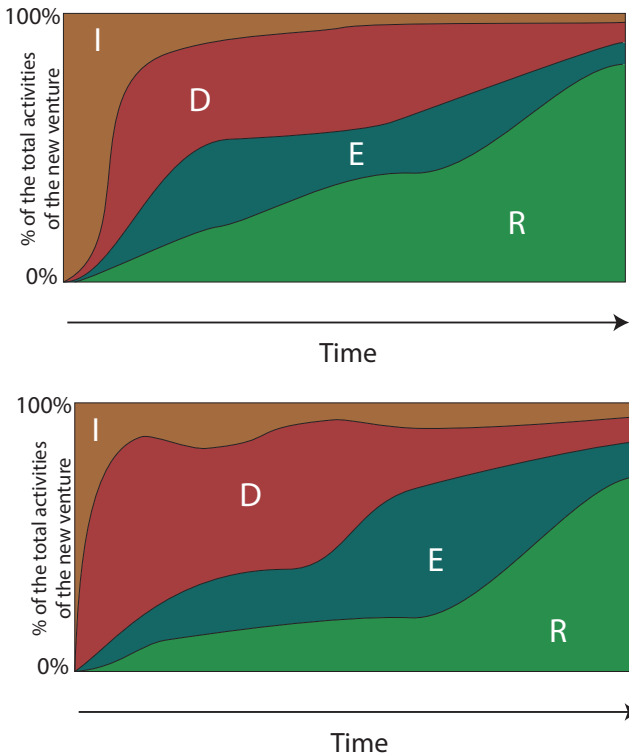 100%
I
D
E
R
% of the total activities
of the new venture
0%
Time
100%
I
D
E
R
% of the total activities
of the new venture
0%
Time